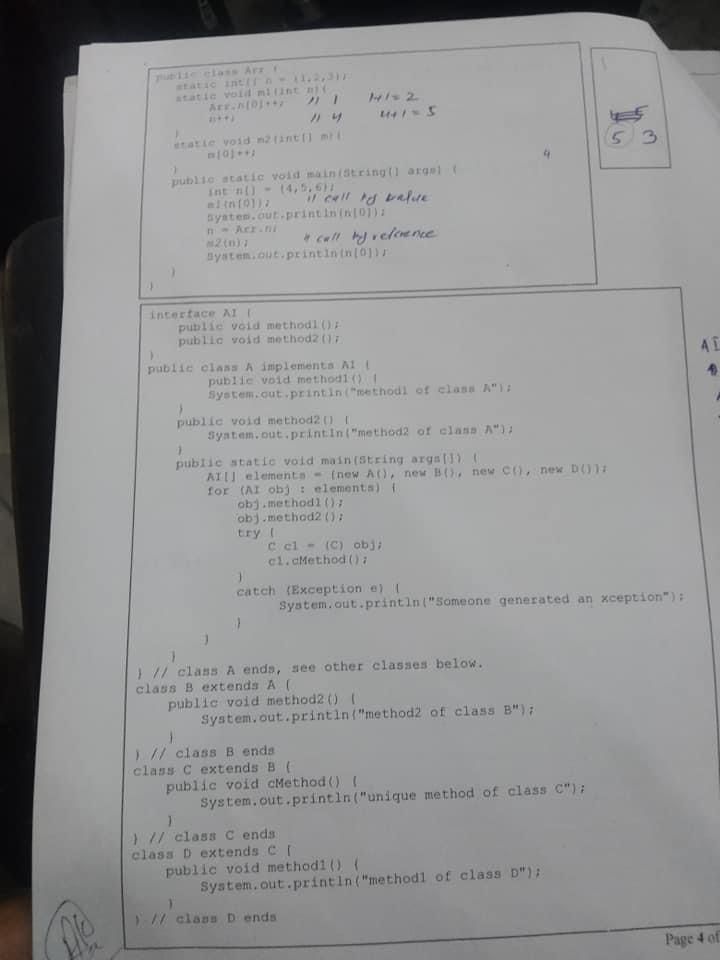 public class Arr {
static int[] n = {1,2,3};
static void m1(int n){
Arr.n[0]++; // 1 1+1=2
n++; // 4 4+1=5
}
static void m2(int[] m){
m[0]++;
}
public static void main(String[] args) {
int n[] = {4,5,6};
m1(n[0]); // call by value
System.out.println(n[0]);
n = Arr.n;
m2(n); // call by reference
System.out.println(n[0]);
}
}
4
5 3
interface AI {
public void method1();
public void method2();
}
public class A implements AI {
public void method1() {
System.out.println("method1 of class A");
}
public void method2() {
System.out.println("method2 of class A");
}
public static void main(String args[]) {
AI[] elements = {new A(), new B(), new C(), new D()};
for (AI obj : elements) {
obj.method1();
obj.method2();
try {
C c1 = (C) obj;
c1.cMethod();
}
catch (Exception e) {
System.out.println("Someone generated an xception");
}
}
}
} // class A ends, see other classes below.
class B extends A {
public void method2() {
System.out.println("method2 of class B");
}
} // class B ends
class C extends B {
public void cMethod() {
System.out.println("unique method of class C");
}
} // class C ends
class D extends C {
public void method1() {
System.out.println("method1 of class D");
}
} // class D ends
AI
Page 4 of